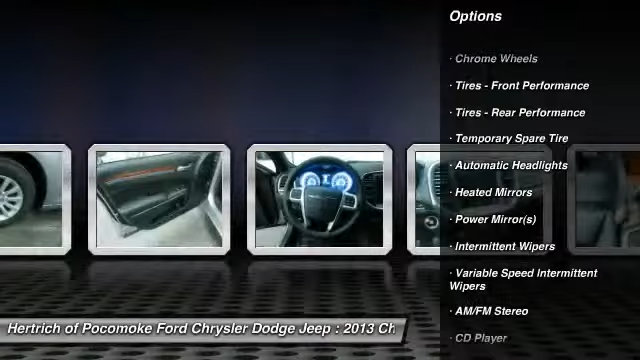 Options
· Chrome Wheels
· Tires - Front Performance
· Tires - Rear Performance
· Temporary Spare Tire
· Automatic Headlights
· Heated Mirrors
· Power Mirror(s)
· Intermittent Wipers
· Variable Speed Intermittent
Wipers
· AM/FM Stereo
· CD Player
Hertrich of Pocomoke Ford Chrysler Dodge Jeep : 2013 Ch